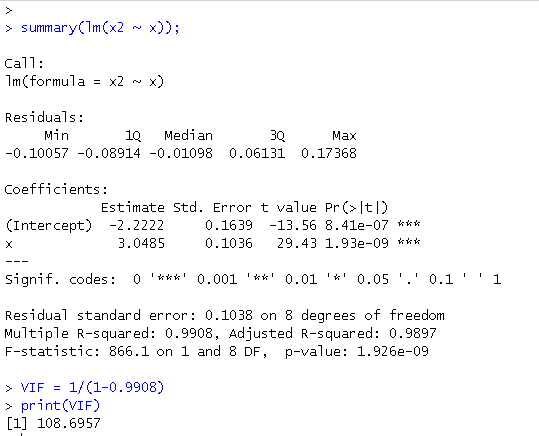 >
> summary(lm(x2 ~ x));
Call:
lm(formula = x2 ~ x)
Residuals:
     Min       1Q   Median       3Q      Max
-0.10057 -0.08914 -0.01098  0.06131  0.17368
Coefficients:
            Estimate Std. Error t value Pr(>|t|)
(Intercept)  -2.2222     0.1639  -13.56 8.41e-07 ***
x             3.0485     0.1036   29.43 1.93e-09 ***
---
Signif. codes:  0 '***' 0.001 '**' 0.01 '*' 0.05 '.' 0.1 ' ' 1
Residual standard error: 0.1038 on 8 degrees of freedom
Multiple R-squared: 0.9908, Adjusted R-squared: 0.9897
F-statistic: 866.1 on 1 and 8 DF,  p-value: 1.926e-09
> VIF = 1/(1-0.9908)
> print(VIF)
[1] 108.6957